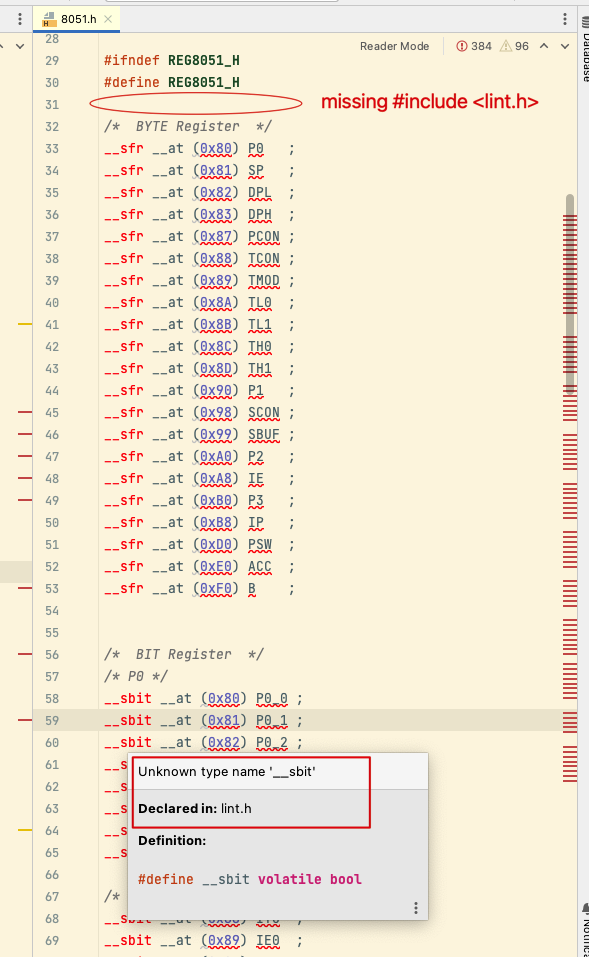 8051.h
Database
Reader Mode 384 96
28
29 #ifndef REG8051_H
30 #define REG8051_H
31 missing #include <lint.h>
32 /*  BYTE Register  */
33 __sfr __at (0x80) P0   ;
34 __sfr __at (0x81) SP   ;
35 __sfr __at (0x82) DPL  ;
36 __sfr __at (0x83) DPH  ;
37 __sfr __at (0x87) PCON ;
38 __sfr __at (0x88) TCON ;
39 __sfr __at (0x89) TMOD ;
40 __sfr __at (0x8A) TL0  ;
41 __sfr __at (0x8B) TL1  ;
42 __sfr __at (0x8C) TH0  ;
43 __sfr __at (0x8D) TH1  ;
44 __sfr __at (0x90) P1   ;
45 __sfr __at (0x98) SCON ;
46 __sfr __at (0x99) SBUF ;
47 __sfr __at (0xA0) P2   ;
48 __sfr __at (0xA8) IE   ;
49 __sfr __at (0xB0) P3   ;
50 __sfr __at (0xB8) IP   ;
51 __sfr __at (0xD0) PSW  ;
52 __sfr __at (0xE0) ACC  ;
53 __sfr __at (0xF0) B    ;
54
55
56 /*  BIT Register  */
57 /* P0 */
58 __sbit __at (0x80) P0_0 ;
59 __sbit __at (0x81) P0_1 ;
60 __sbit __at (0x82) P0_2 ;
61 __s
62 __s
63 __s
64 __s
65 __s
66
67 /*
68 __sbit __at (0x88) IT0  ;
69 __sbit __at (0x89) IE0  ;
Unknown type name '__sbit'
Declared in: lint.h
Definition:
#define __sbit volatile bool